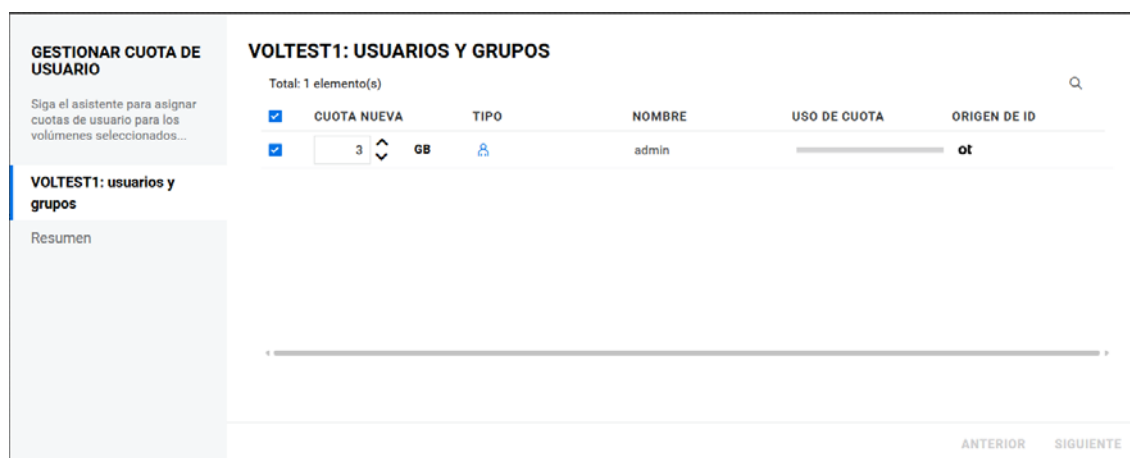 GESTIONAR CUOTA DE
USUARIO
Siga el asistente para asignar
cuotas de usuario para los
volúmenes seleccionados...
VOLTEST1: usuarios y
grupos
Resumen
VOLTEST1: USUARIOS Y GRUPOS
Total: 1 elemento(s)
CUOTA NUEVA TIPO NOMBRE USO DE CUOTA ORIGEN DE ID
3 GB admin ot
ANTERIOR SIGUIENTE